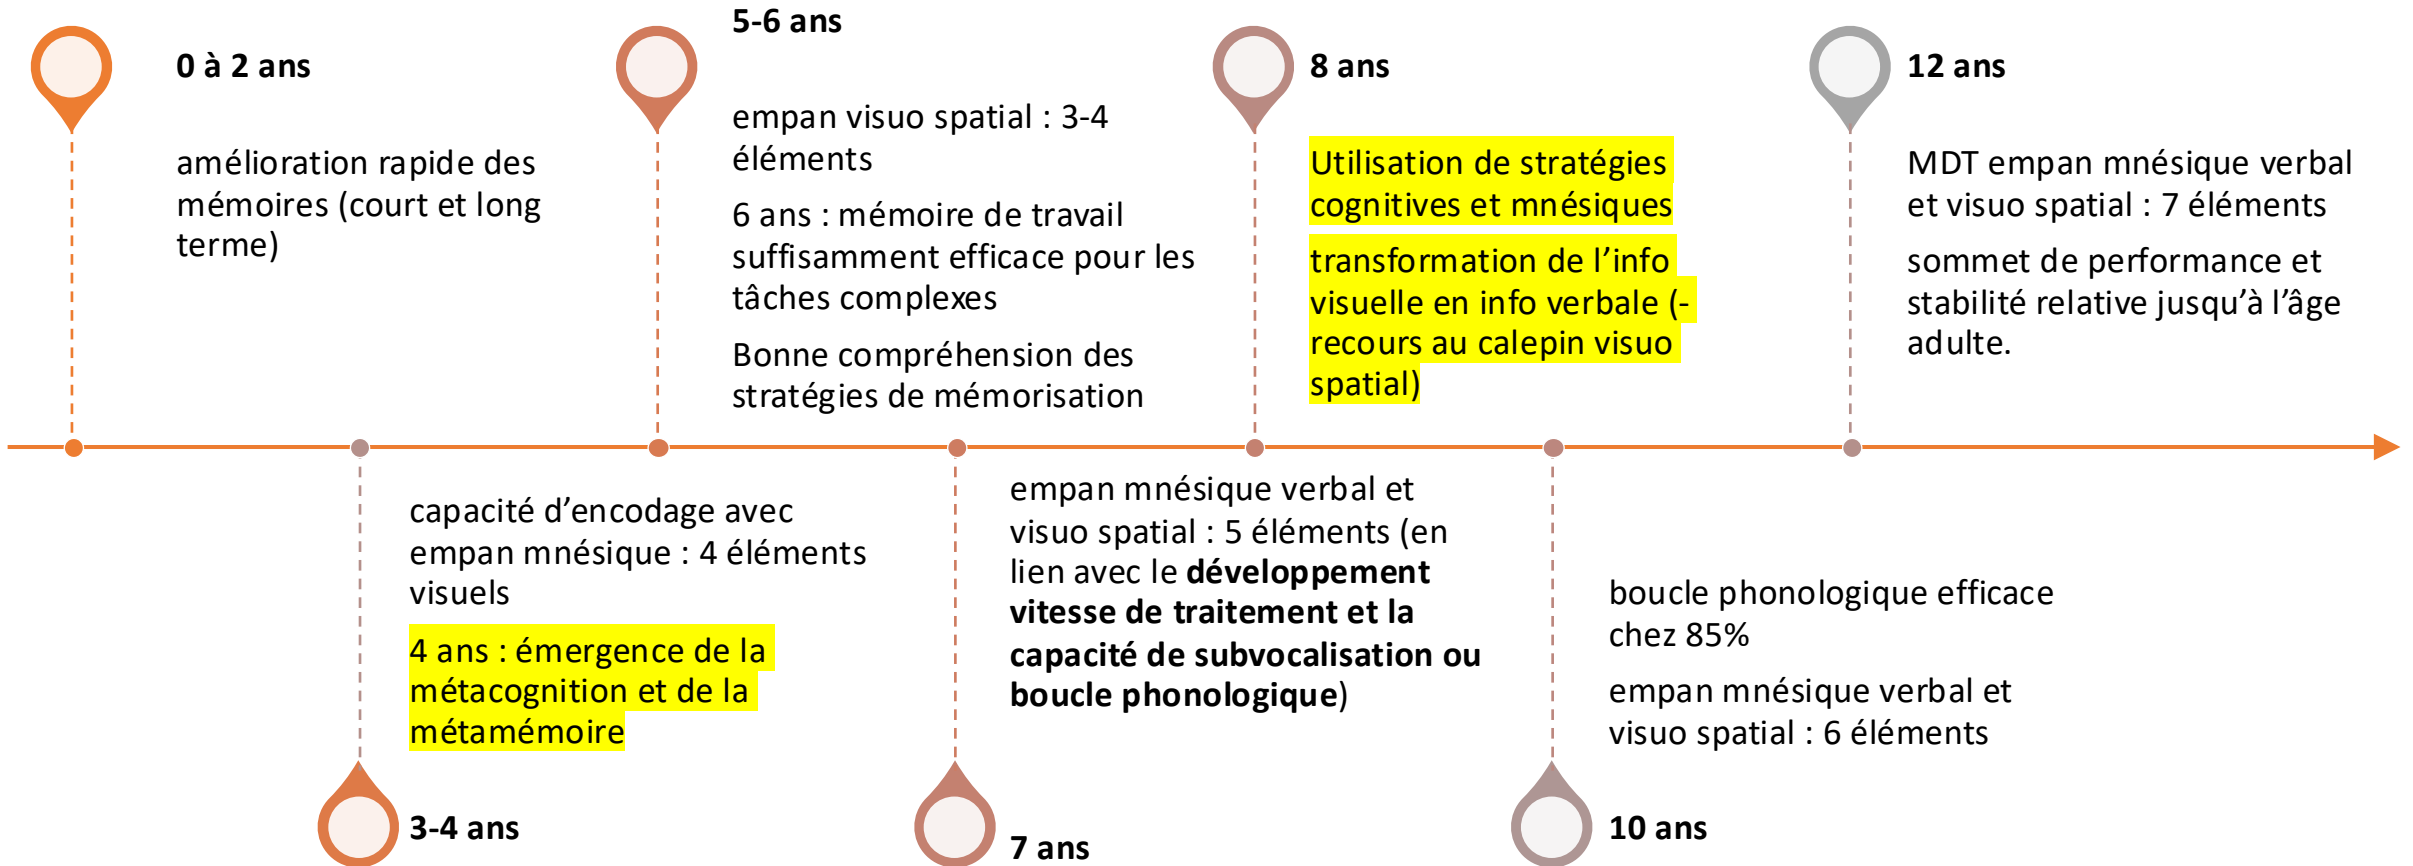 0 à 2 ans
amélioration rapide des
mémoires (court et long
terme)
3-4 ans
capacité d’encodage avec
empan mnésique : 4 éléments
visuels
4 ans : émergence de la
métacognition et de la
métamémoire
5-6 ans
empan visuo spatial : 3-4
éléments
6 ans : mémoire de travail
suffisamment efficace pour les
tâches complexes
Bonne compréhension des
stratégies de mémorisation
7 ans
empan mnésique verbal et
visuo spatial : 5 éléments (en
lien avec le développement
vitesse de traitement et la
capacité de subvocalisation ou
boucle phonologique)
8 ans
Utilisation de stratégies
cognitives et mnésiques
transformation de l’info
visuelle en info verbale (-
recours au calepin visuo
spatial)
10 ans
boucle phonologique efficace
chez 85%
empan mnésique verbal et
visuo spatial : 6 éléments
12 ans
MDT empan mnésique verbal
et visuo spatial : 7 éléments
sommet de performance et
stabilité relative jusqu’à l’âge
adulte.